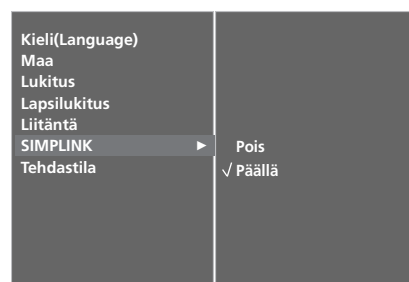 Kieli(Language)
Maa
Lukitus
Lapsilukitus
Liitäntä
SIMPLINK ► Pois
√ Päällä
Tehdastila